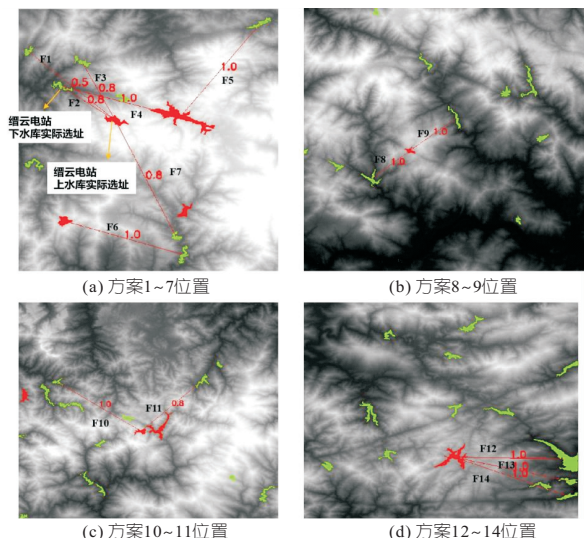 F1
F3
0.5
0.8
F2
0.8
1.0
F4
1.0
F5
缙云电站
下水库实际选址
缙云电站
上水库实际选址
F7
0.8
F6
1.0
(a) 方案1~7位置
F9
1.0
F8
1.0
(b) 方案8~9位置
1.0
F11
0.8
F10
(c) 方案10~11位置
F12
1.0
F13
1.0
F14
(d) 方案12~14位置